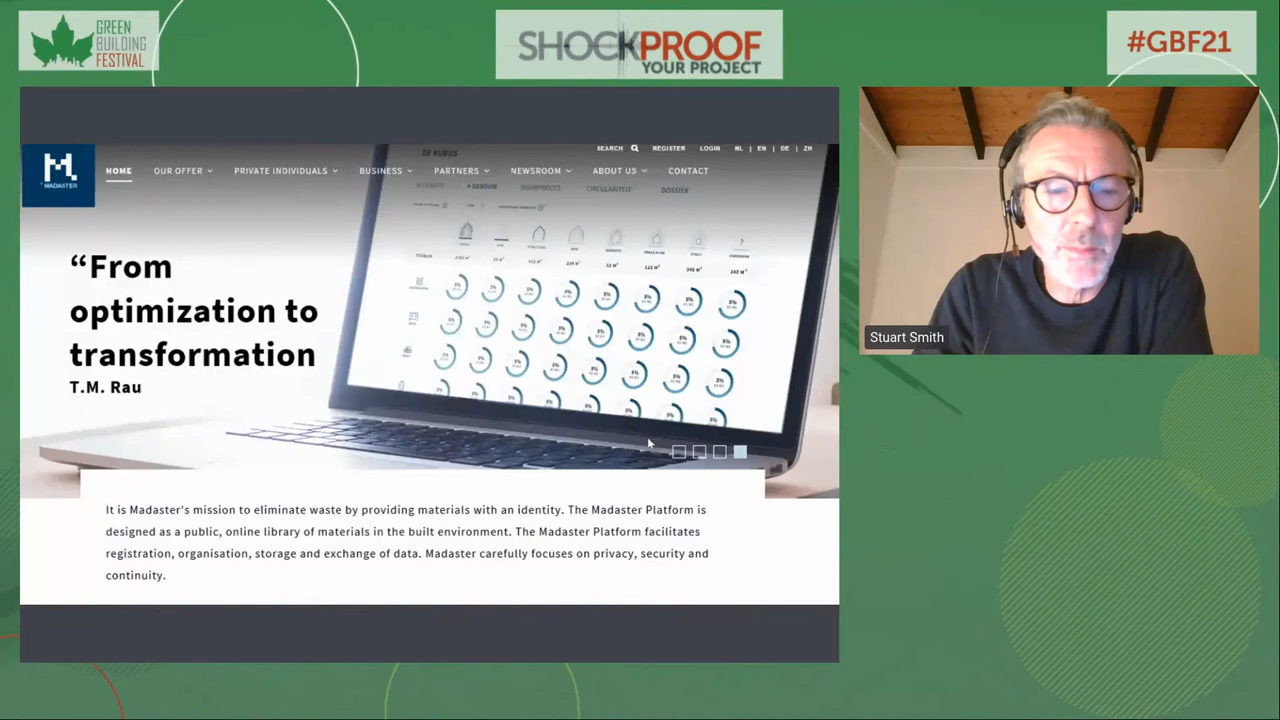 GREEN
BUILDING
FESTIVAL
SHOCKPROOF
YOUR PROJECT
#GBF21
M.
MADASTER
SEARCH REGISTER LOGIN NL | EN | DE | ZH
HOME OUR OFFER PRIVATE INDIVIDUALS BUSINESS PARTNERS NEWSROOM ABOUT US CONTACT
DE KUBUS
CIRCULARITEIT DOSSIER
“From
optimization to
transformation
T.M. Rau
It is Madaster's mission to eliminate waste by providing materials with an identity. The Madaster Platform is
designed as a public, online library of materials in the built environment. The Madaster Platform facilitates
registration, organisation, storage and exchange of data. Madaster carefully focuses on privacy, security and
continuity.
Stuart Smith